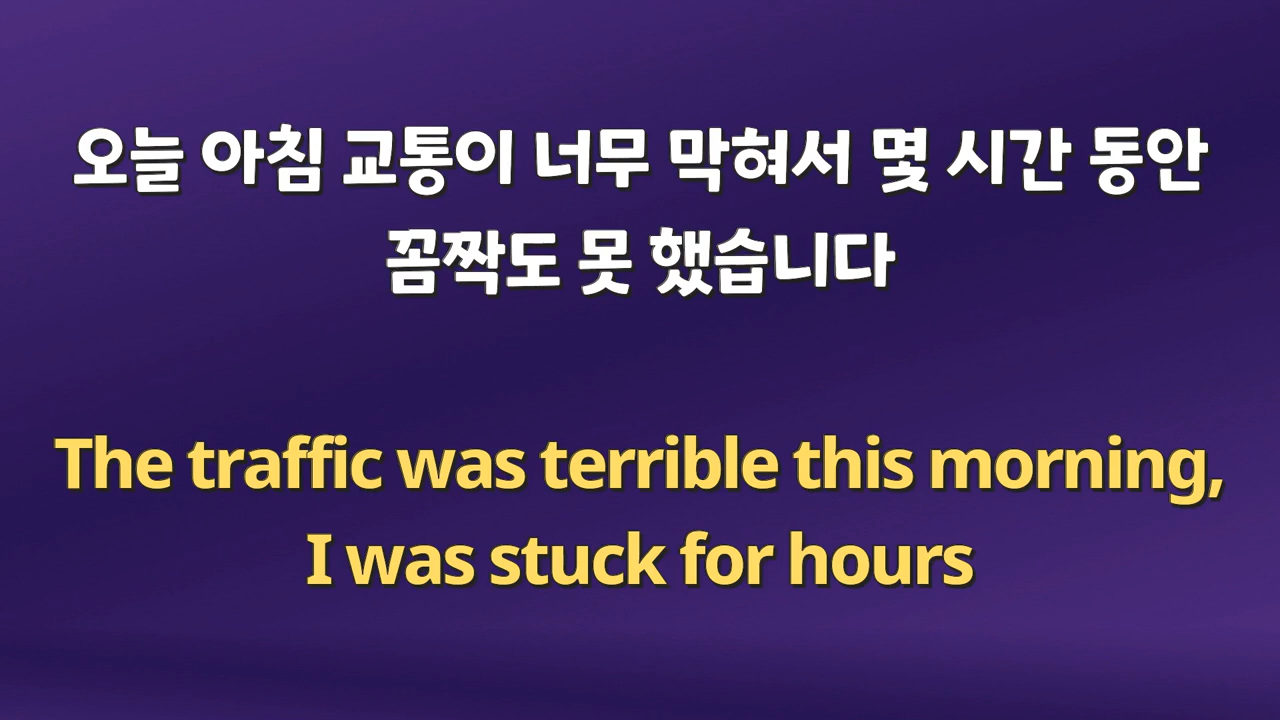 오늘 아침 교통이 너무 막혀서 몇 시간 동안
꼼짝도 못 했습니다
The traffic was terrible this morning,
I was stuck for hours